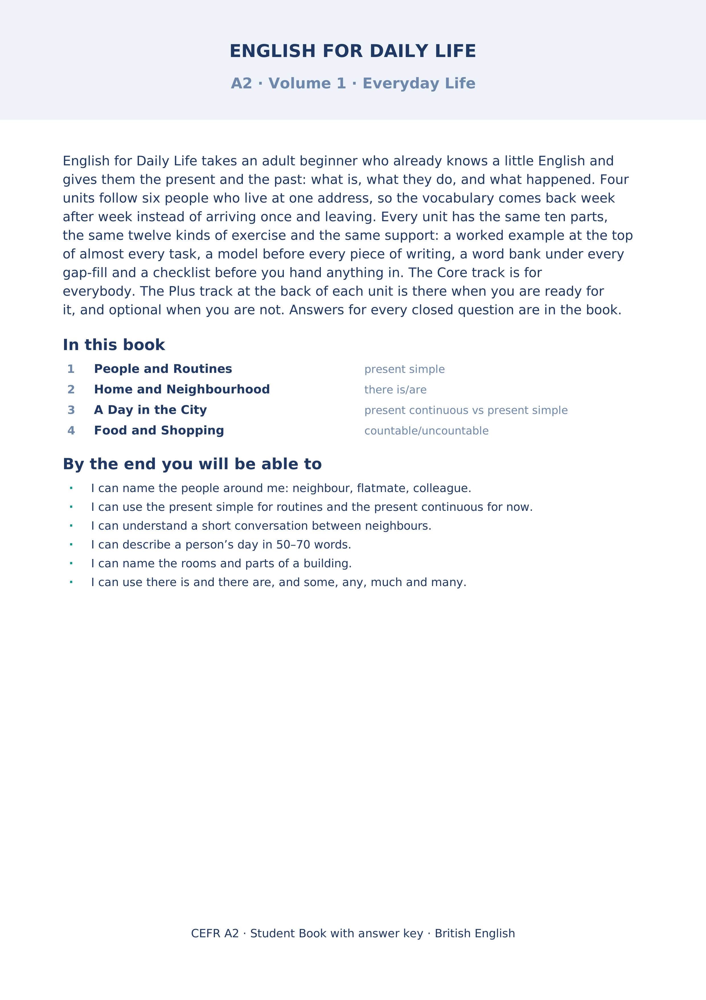 ENGLISH FOR DAILY LIFE
A2 · Volume 1 · Everyday Life
English for Daily Life takes an adult beginner who already knows a little English and
gives them the present and the past: what is, what they do, and what happened. Four
units follow six people who live at one address, so the vocabulary comes back week
after week instead of arriving once and leaving. Every unit has the same ten parts,
the same twelve kinds of exercise and the same support: a worked example at the top
of almost every task, a model before every piece of writing, a word bank under every
gap-fill and a checklist before you hand anything in. The Core track is for
everybody. The Plus track at the back of each unit is there when you are ready for
it, and optional when you are not. Answers for every closed question are in the book.
In this book
1 People and Routines present simple
2 Home and Neighbourhood there is/are
3 A Day in the City present continuous vs present simple
4 Food and Shopping countable/uncountable
By the end you will be able to
· I can name the people around me: neighbour, flatmate, colleague.
· I can use the present simple for routines and the present continuous for now.
· I can understand a short conversation between neighbours.
· I can describe a person’s day in 50–70 words.
· I can name the rooms and parts of a building.
· I can use there is and there are, and some, any, much and many.
CEFR A2 · Student Book with answer key · British English